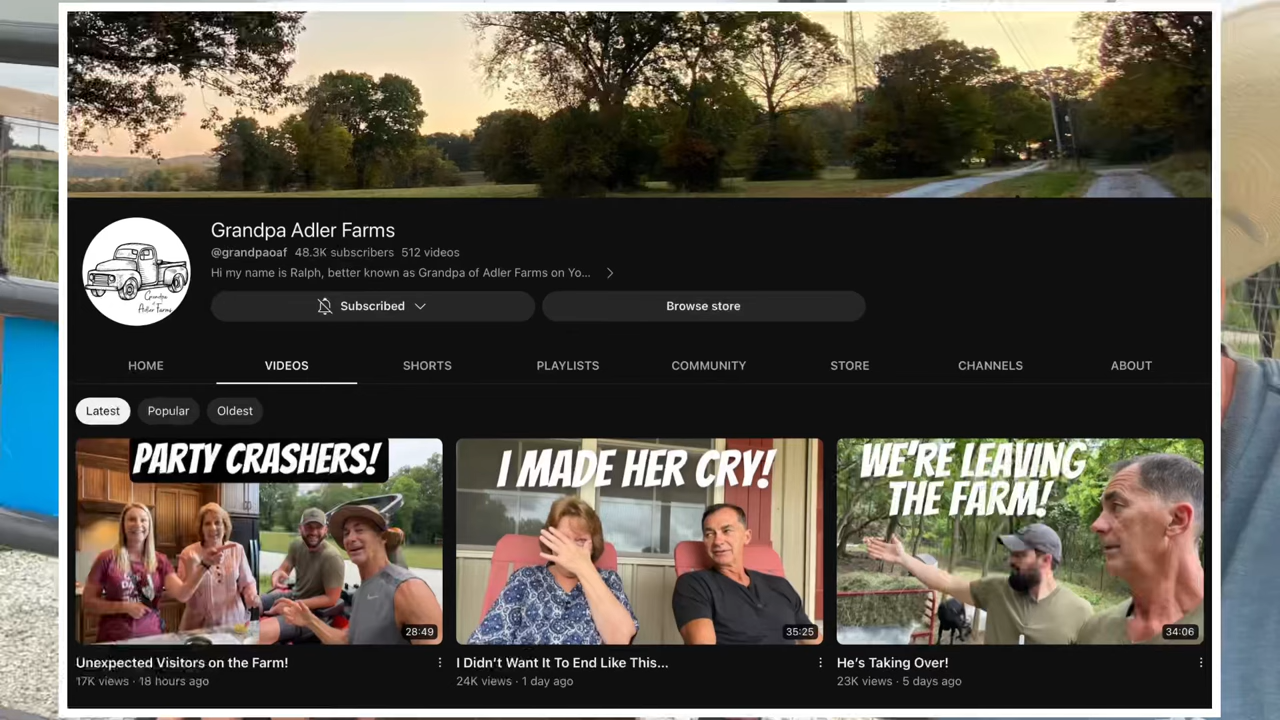 Grandpa Adler Farms
@grandpaoaf 48.3K subscribers 512 videos
Hi my name is Ralph, better known as Grandpa of Adler Farms on Yo...
Grandpa
of
Adler Farms
Subscribed
Browse store
HOME VIDEOS SHORTS PLAYLISTS COMMUNITY STORE CHANNELS ABOUT
Latest Popular Oldest
PARTY CRASHERS!
28:49
Unexpected Visitors on the Farm!
17K views · 18 hours ago
I MADE HER CRY!
35:25
I Didn't Want It To End Like This...
24K views · 1 day ago
WE'RE LEAVING
THE FARM!
34:06
He's Taking Over!
23K views · 5 days ago